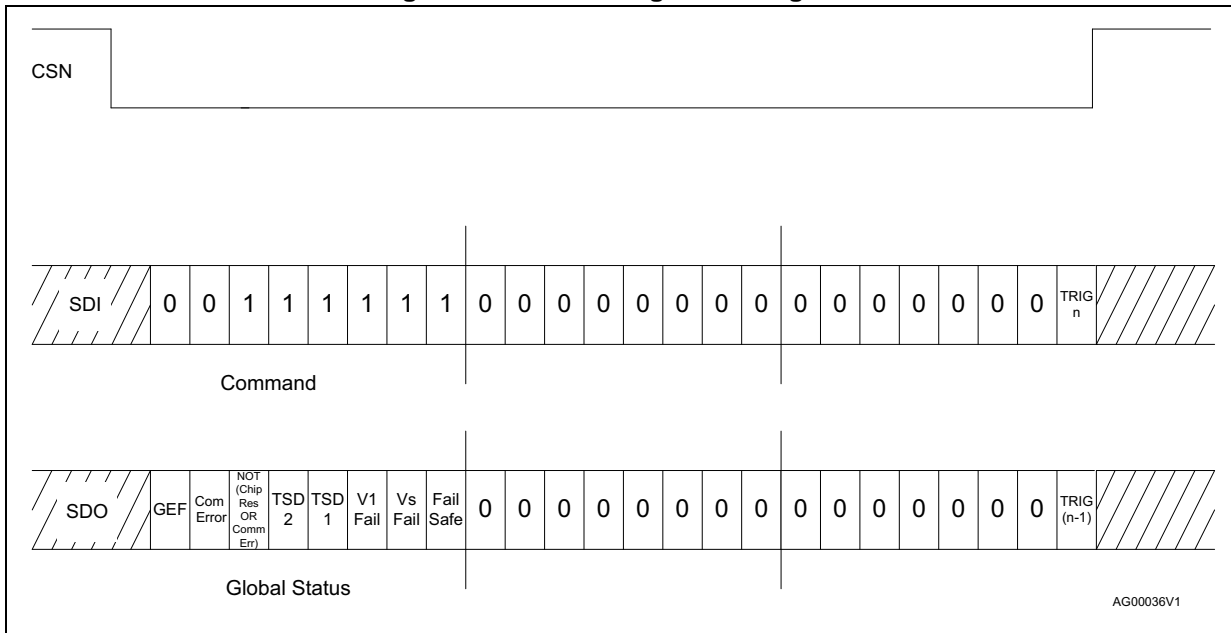 CSN
SDI 0 0 1 1 1 1 1 1 0 0 0 0 0 0 0 0 0 0 0 0 0 0 0 TRIG n
Command
SDO GEF Com Error NOT (Chip Res OR Comm Err) TSD 2 TSD 1 V1 Fail Vs Fail Fail Safe 0 0 0 0 0 0 0 0 0 0 0 0 0 0 0 TRIG (n-1)
Global Status
AG00036V1